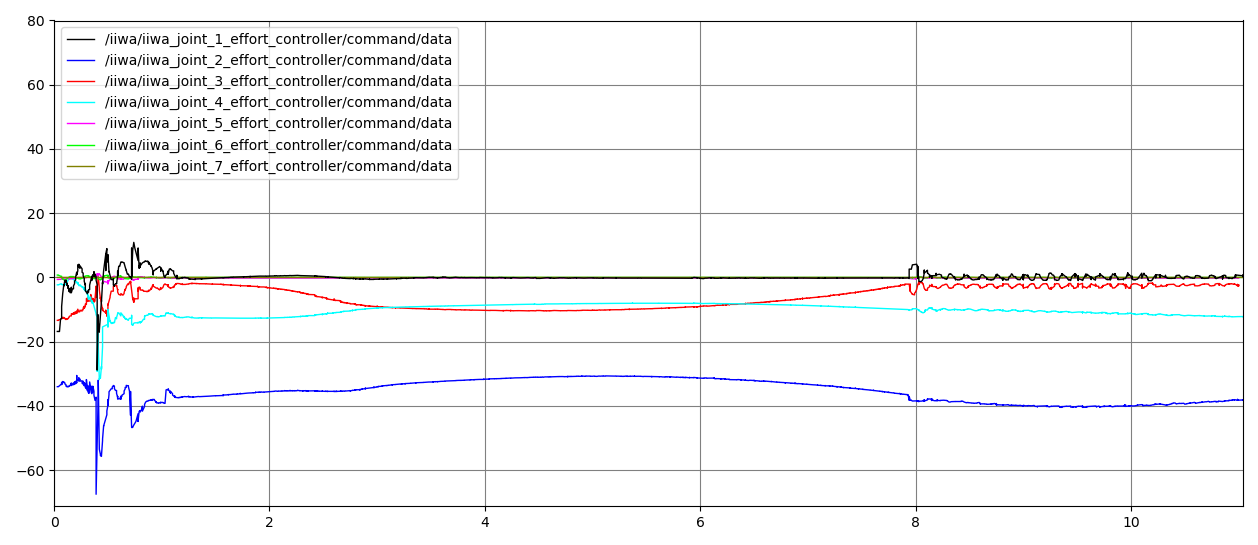 80
60
40
20
0
−20
−40
−60
/iiwa/iiwa_joint_1_effort_controller/command/data
/iiwa/iiwa_joint_2_effort_controller/command/data
/iiwa/iiwa_joint_3_effort_controller/command/data
/iiwa/iiwa_joint_4_effort_controller/command/data
/iiwa/iiwa_joint_5_effort_controller/command/data
/iiwa/iiwa_joint_6_effort_controller/command/data
/iiwa/iiwa_joint_7_effort_controller/command/data
0 2 4 6 8 10